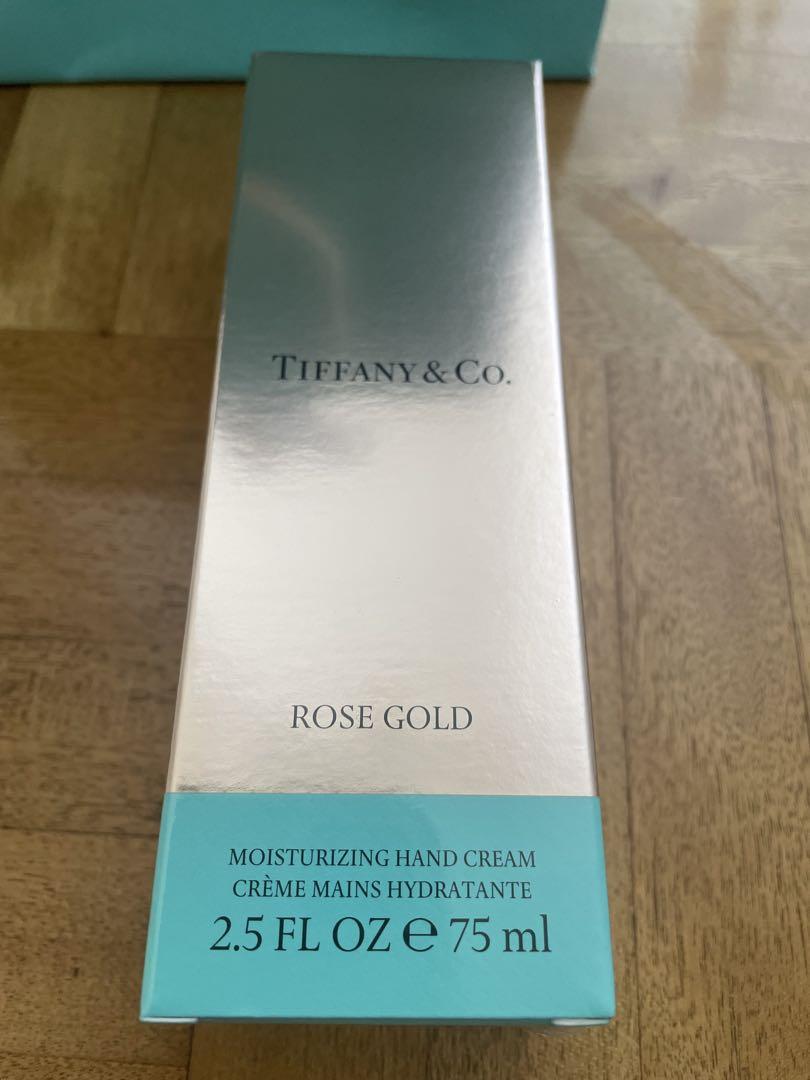 TIFFANY & CO.
ROSE GOLD
MOISTURIZING HAND CREAM
CRÈME MAINS HYDRATANTE
2.5 FL OZ ℮ 75 ml